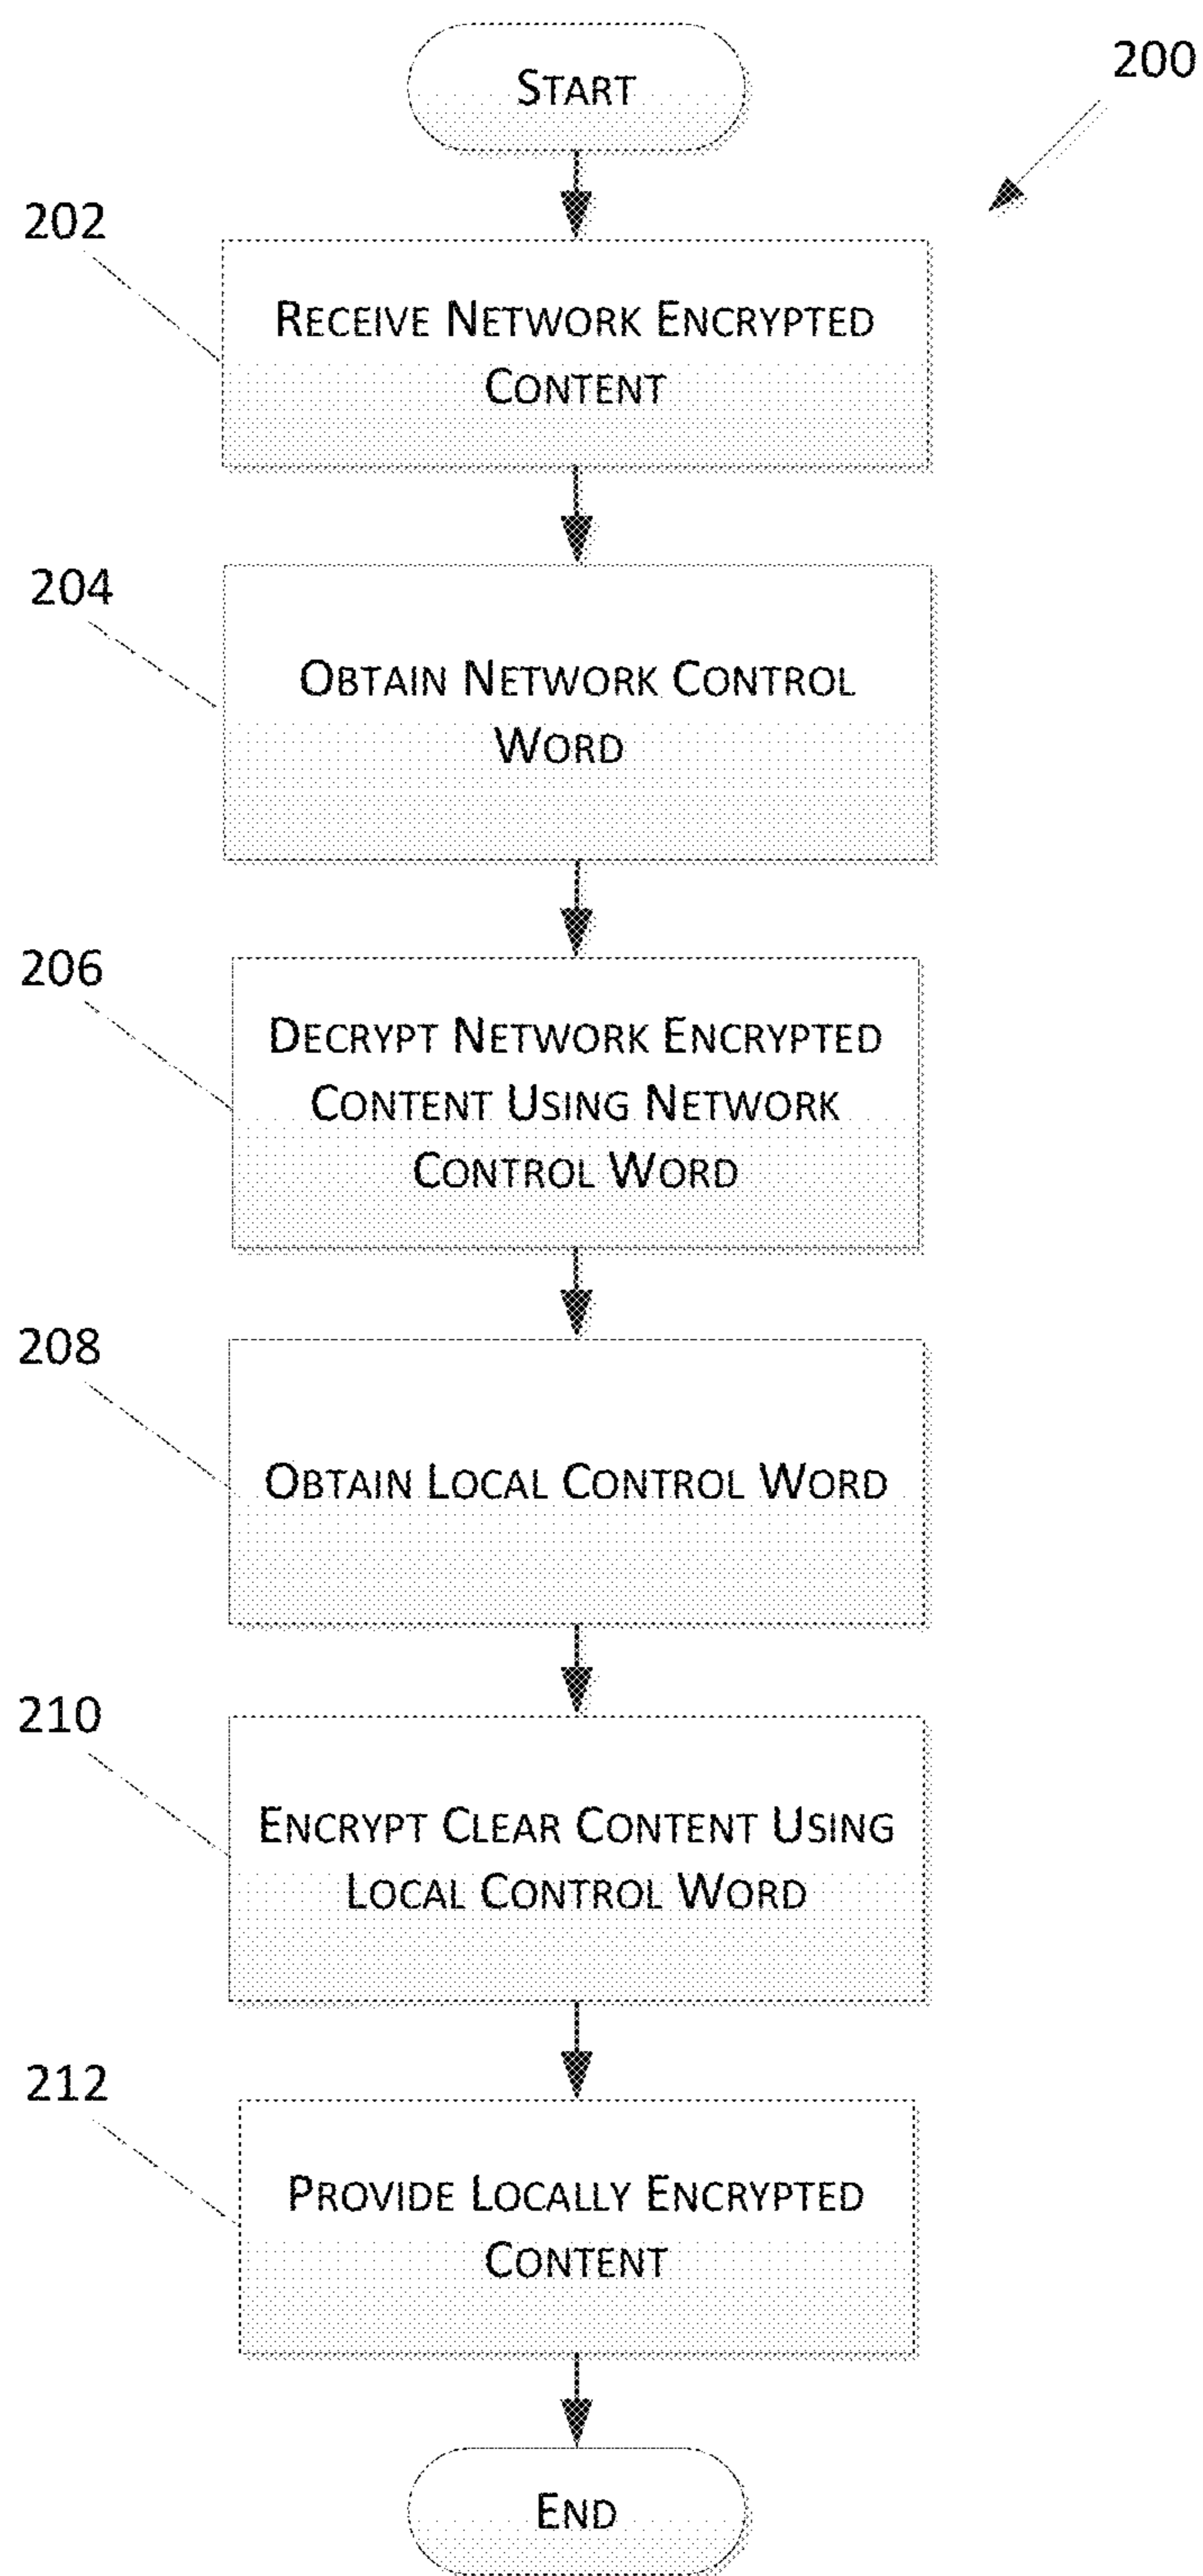 START
200
202
RECEIVE NETWORK ENCRYPTED
CONTENT
204
OBTAIN NETWORK CONTROL
WORD
206
DECRYPT NETWORK ENCRYPTED
CONTENT USING NETWORK
CONTROL WORD
208
OBTAIN LOCAL CONTROL WORD
210
ENCRYPT CLEAR CONTENT USING
LOCAL CONTROL WORD
212
PROVIDE LOCALLY ENCRYPTED
CONTENT
END